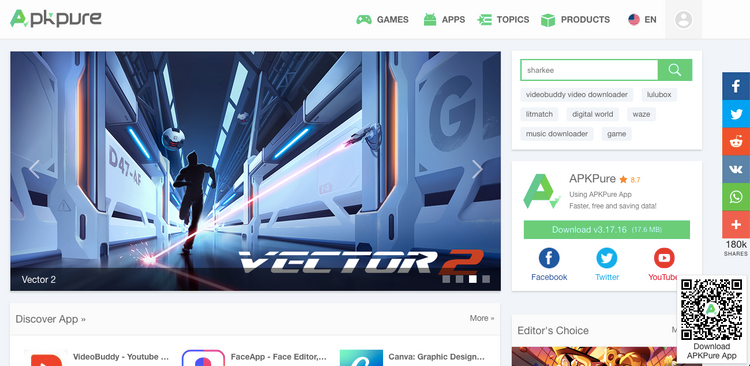 Apkpure
GAMES
APPS
TOPICS
PRODUCTS
EN
D47-AF
G
VECTOR 2
Vector 2
sharkee
videobuddy video downloader
lulubox
litmatch
digital world
waze
music downloader
game
APKPure
8.7
Using APKPure App
Faster, free and saving data!
Download v3.17.16 (17.6 MB)
Facebook
Twitter
YouTube
180k
SHARES
Discover App »
More »
VideoBuddy - Youtube ...
FaceApp - Face Editor,...
Canva: Graphic Design...
Editor's Choice
Download
APKPure App